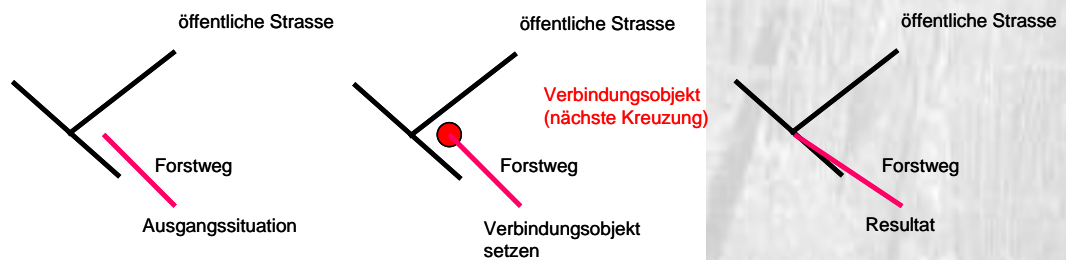 öffentliche Strasse
Forstweg
Ausgangssituation
öffentliche Strasse
Verbindungsobjekt
(nächste Kreuzung)
Forstweg
Verbindungsobjekt
setzen
öffentliche Strasse
Forstweg
Resultat